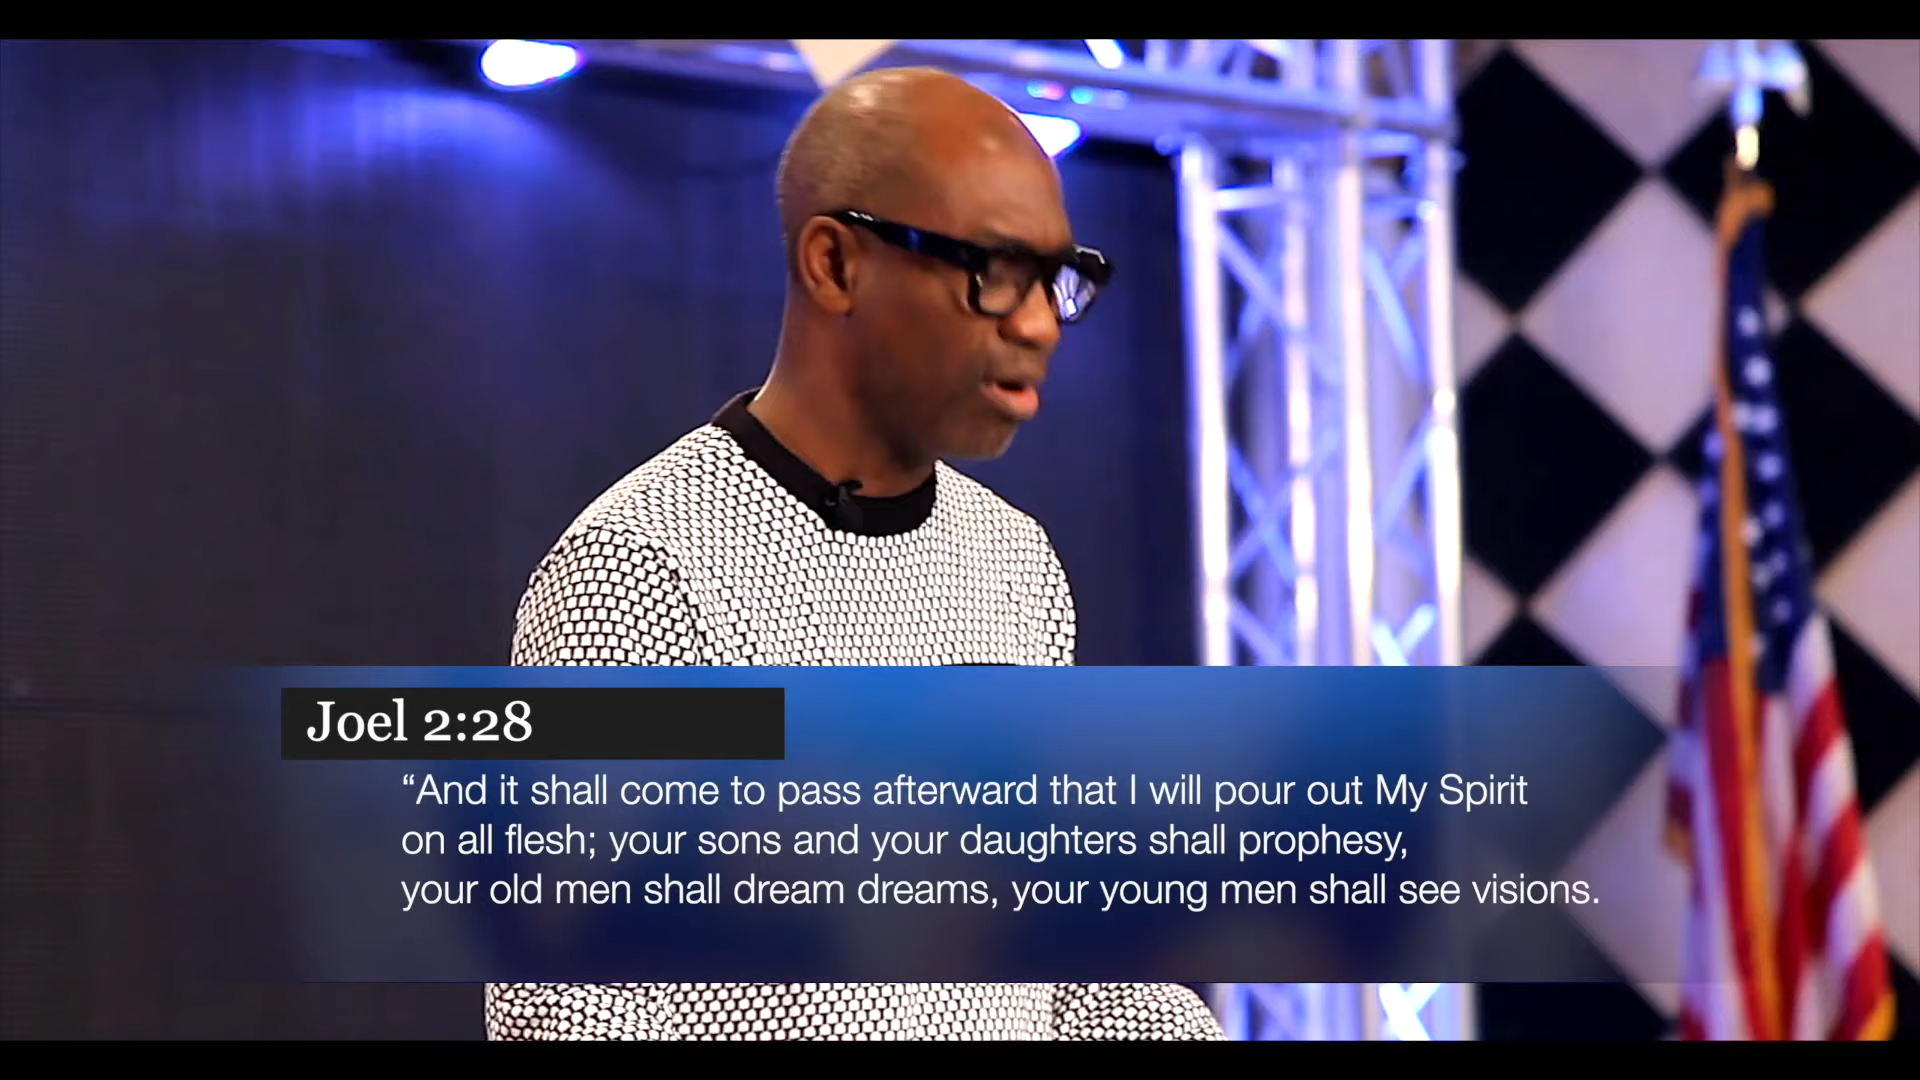 Joel 2:28
“And it shall come to pass afterward that I will pour out My Spirit
on all flesh; your sons and your daughters shall prophesy,
your old men shall dream dreams, your young men shall see visions.